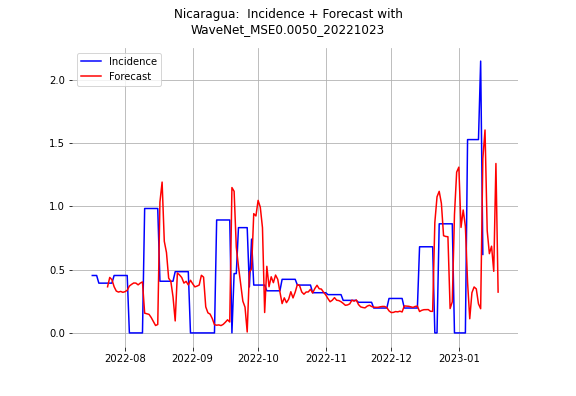 Nicaragua:  Incidence + Forecast with
WaveNet_MSE0.0050_20221023
Incidence
Forecast
2.0
1.5
1.0
0.5
0.0
2022-08 2022-09 2022-10 2022-11 2022-12 2023-01